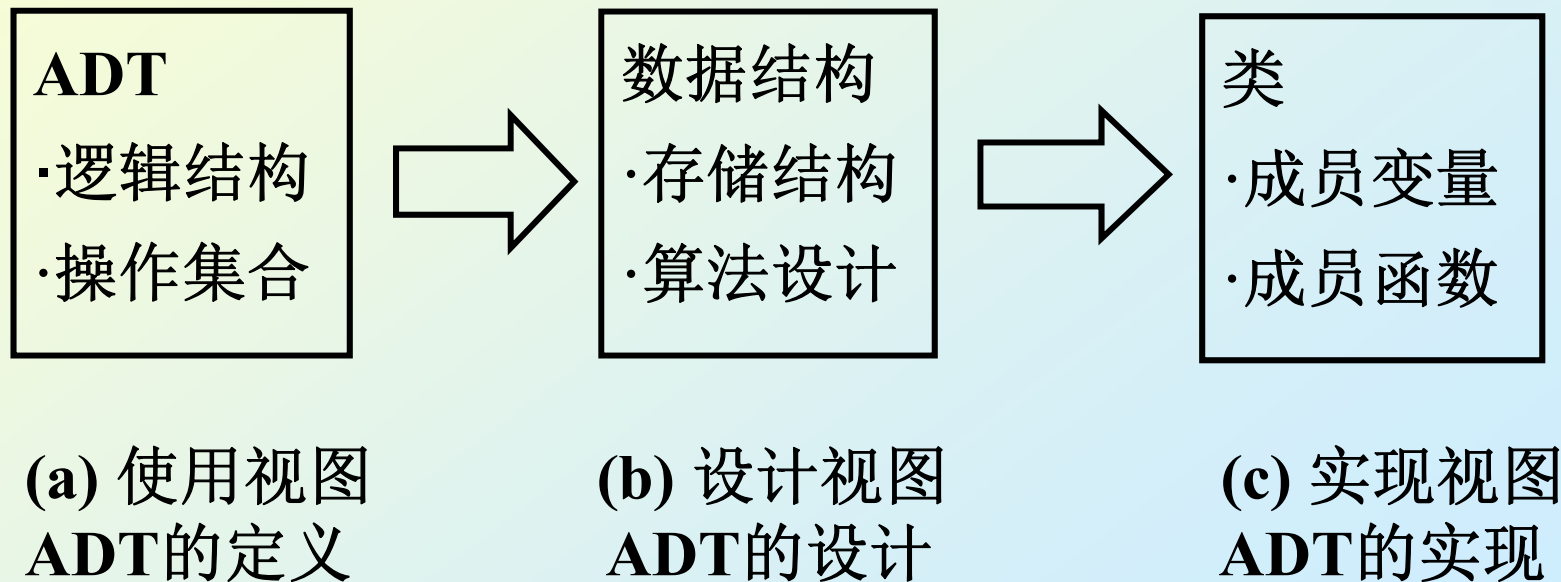 ADT
·逻辑结构
·操作集合
数据结构
·存储结构
·算法设计
类
·成员变量
·成员函数
(a) 使用视图
ADT的定义
(b) 设计视图
ADT的设计
(c) 实现视图
ADT的实现